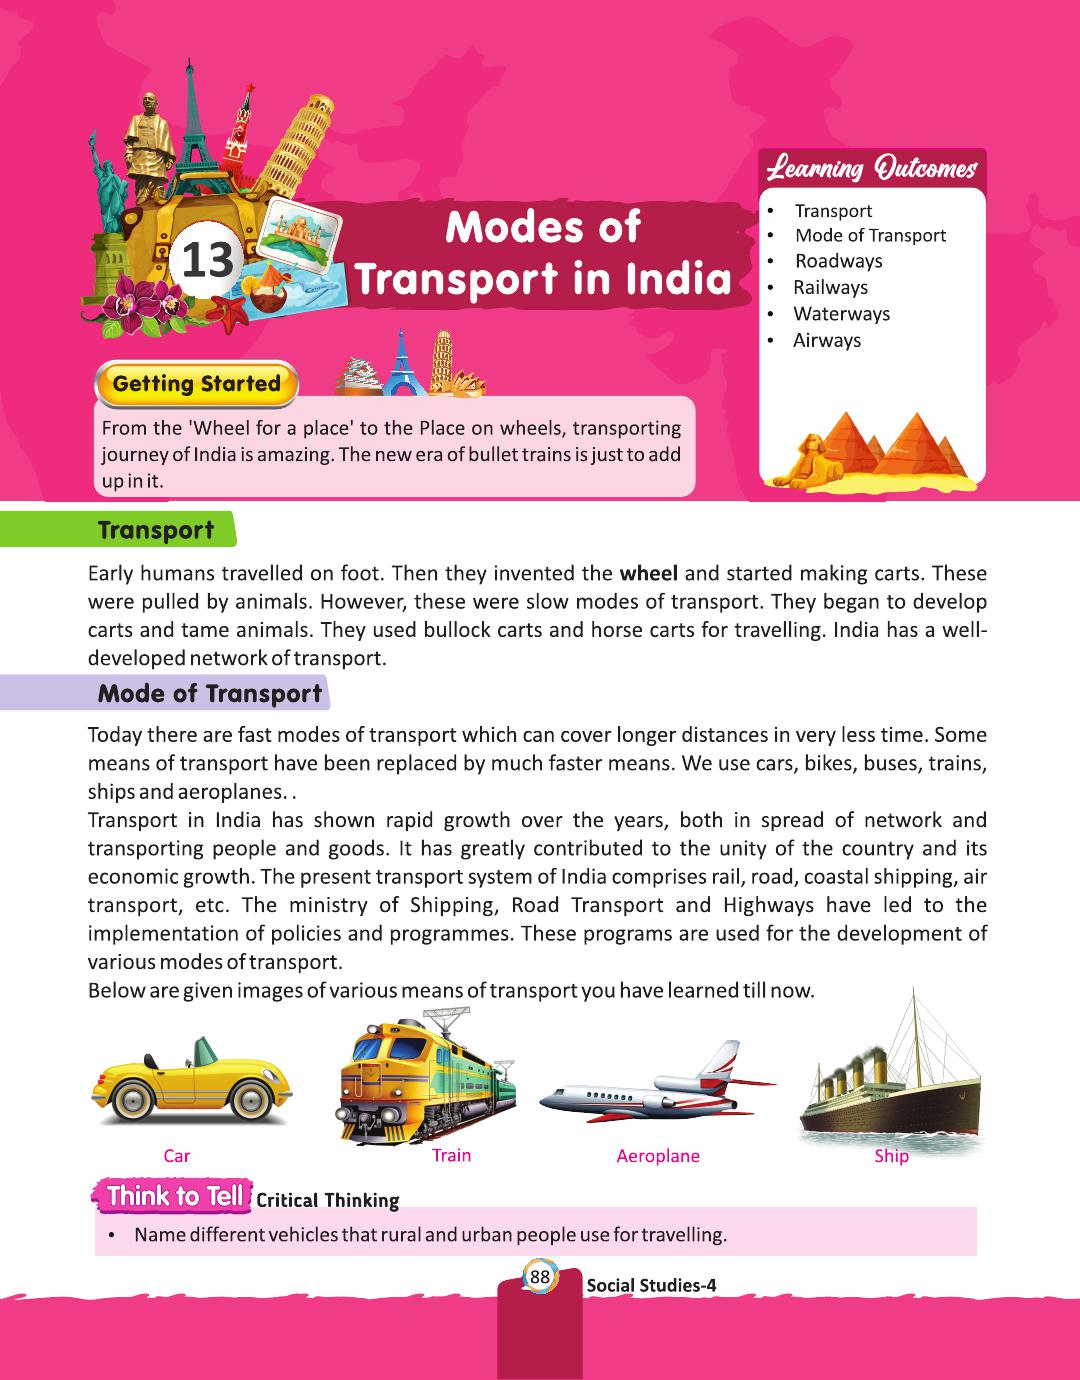 13
Modes of
Transport in India
Learning Outcomes
• Transport
• Mode of Transport
• Roadways
• Railways
• Waterways
• Airways
Getting Started
From the 'Wheel for a place' to the Place on wheels, transporting
journey of India is amazing. The new era of bullet trains is just to add
up in it.
Transport
Early humans travelled on foot. Then they invented the wheel and started making carts. These
were pulled by animals. However, these were slow modes of transport. They began to develop
carts and tame animals. They used bullock carts and horse carts for travelling. India has a well-
developed network of transport.
Mode of Transport
Today there are fast modes of transport which can cover longer distances in very less time. Some
means of transport have been replaced by much faster means. We use cars, bikes, buses, trains,
ships and aeroplanes. .
Transport in India has shown rapid growth over the years, both in spread of network and
transporting people and goods. It has greatly contributed to the unity of the country and its
economic growth. The present transport system of India comprises rail, road, coastal shipping, air
transport, etc. The ministry of Shipping, Road Transport and Highways have led to the
implementation of policies and programmes. These programs are used for the development of
various modes of transport.
Below are given images of various means of transport you have learned till now.
Car
Train
Aeroplane
Ship
Think to Tell Critical Thinking
• Name different vehicles that rural and urban people use for travelling.
88
Social Studies-4